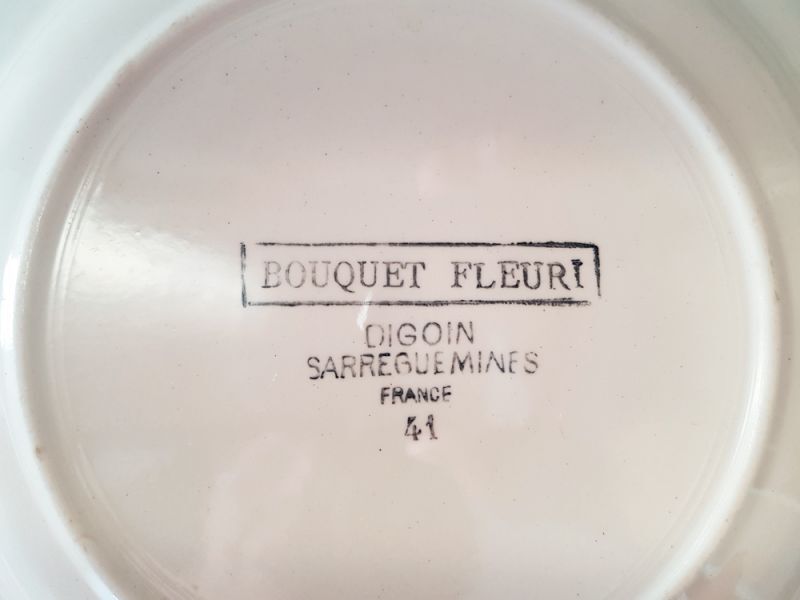 BOUQUET FLEURI
DIGOIN
SARREGUEMINES
FRANCE
41